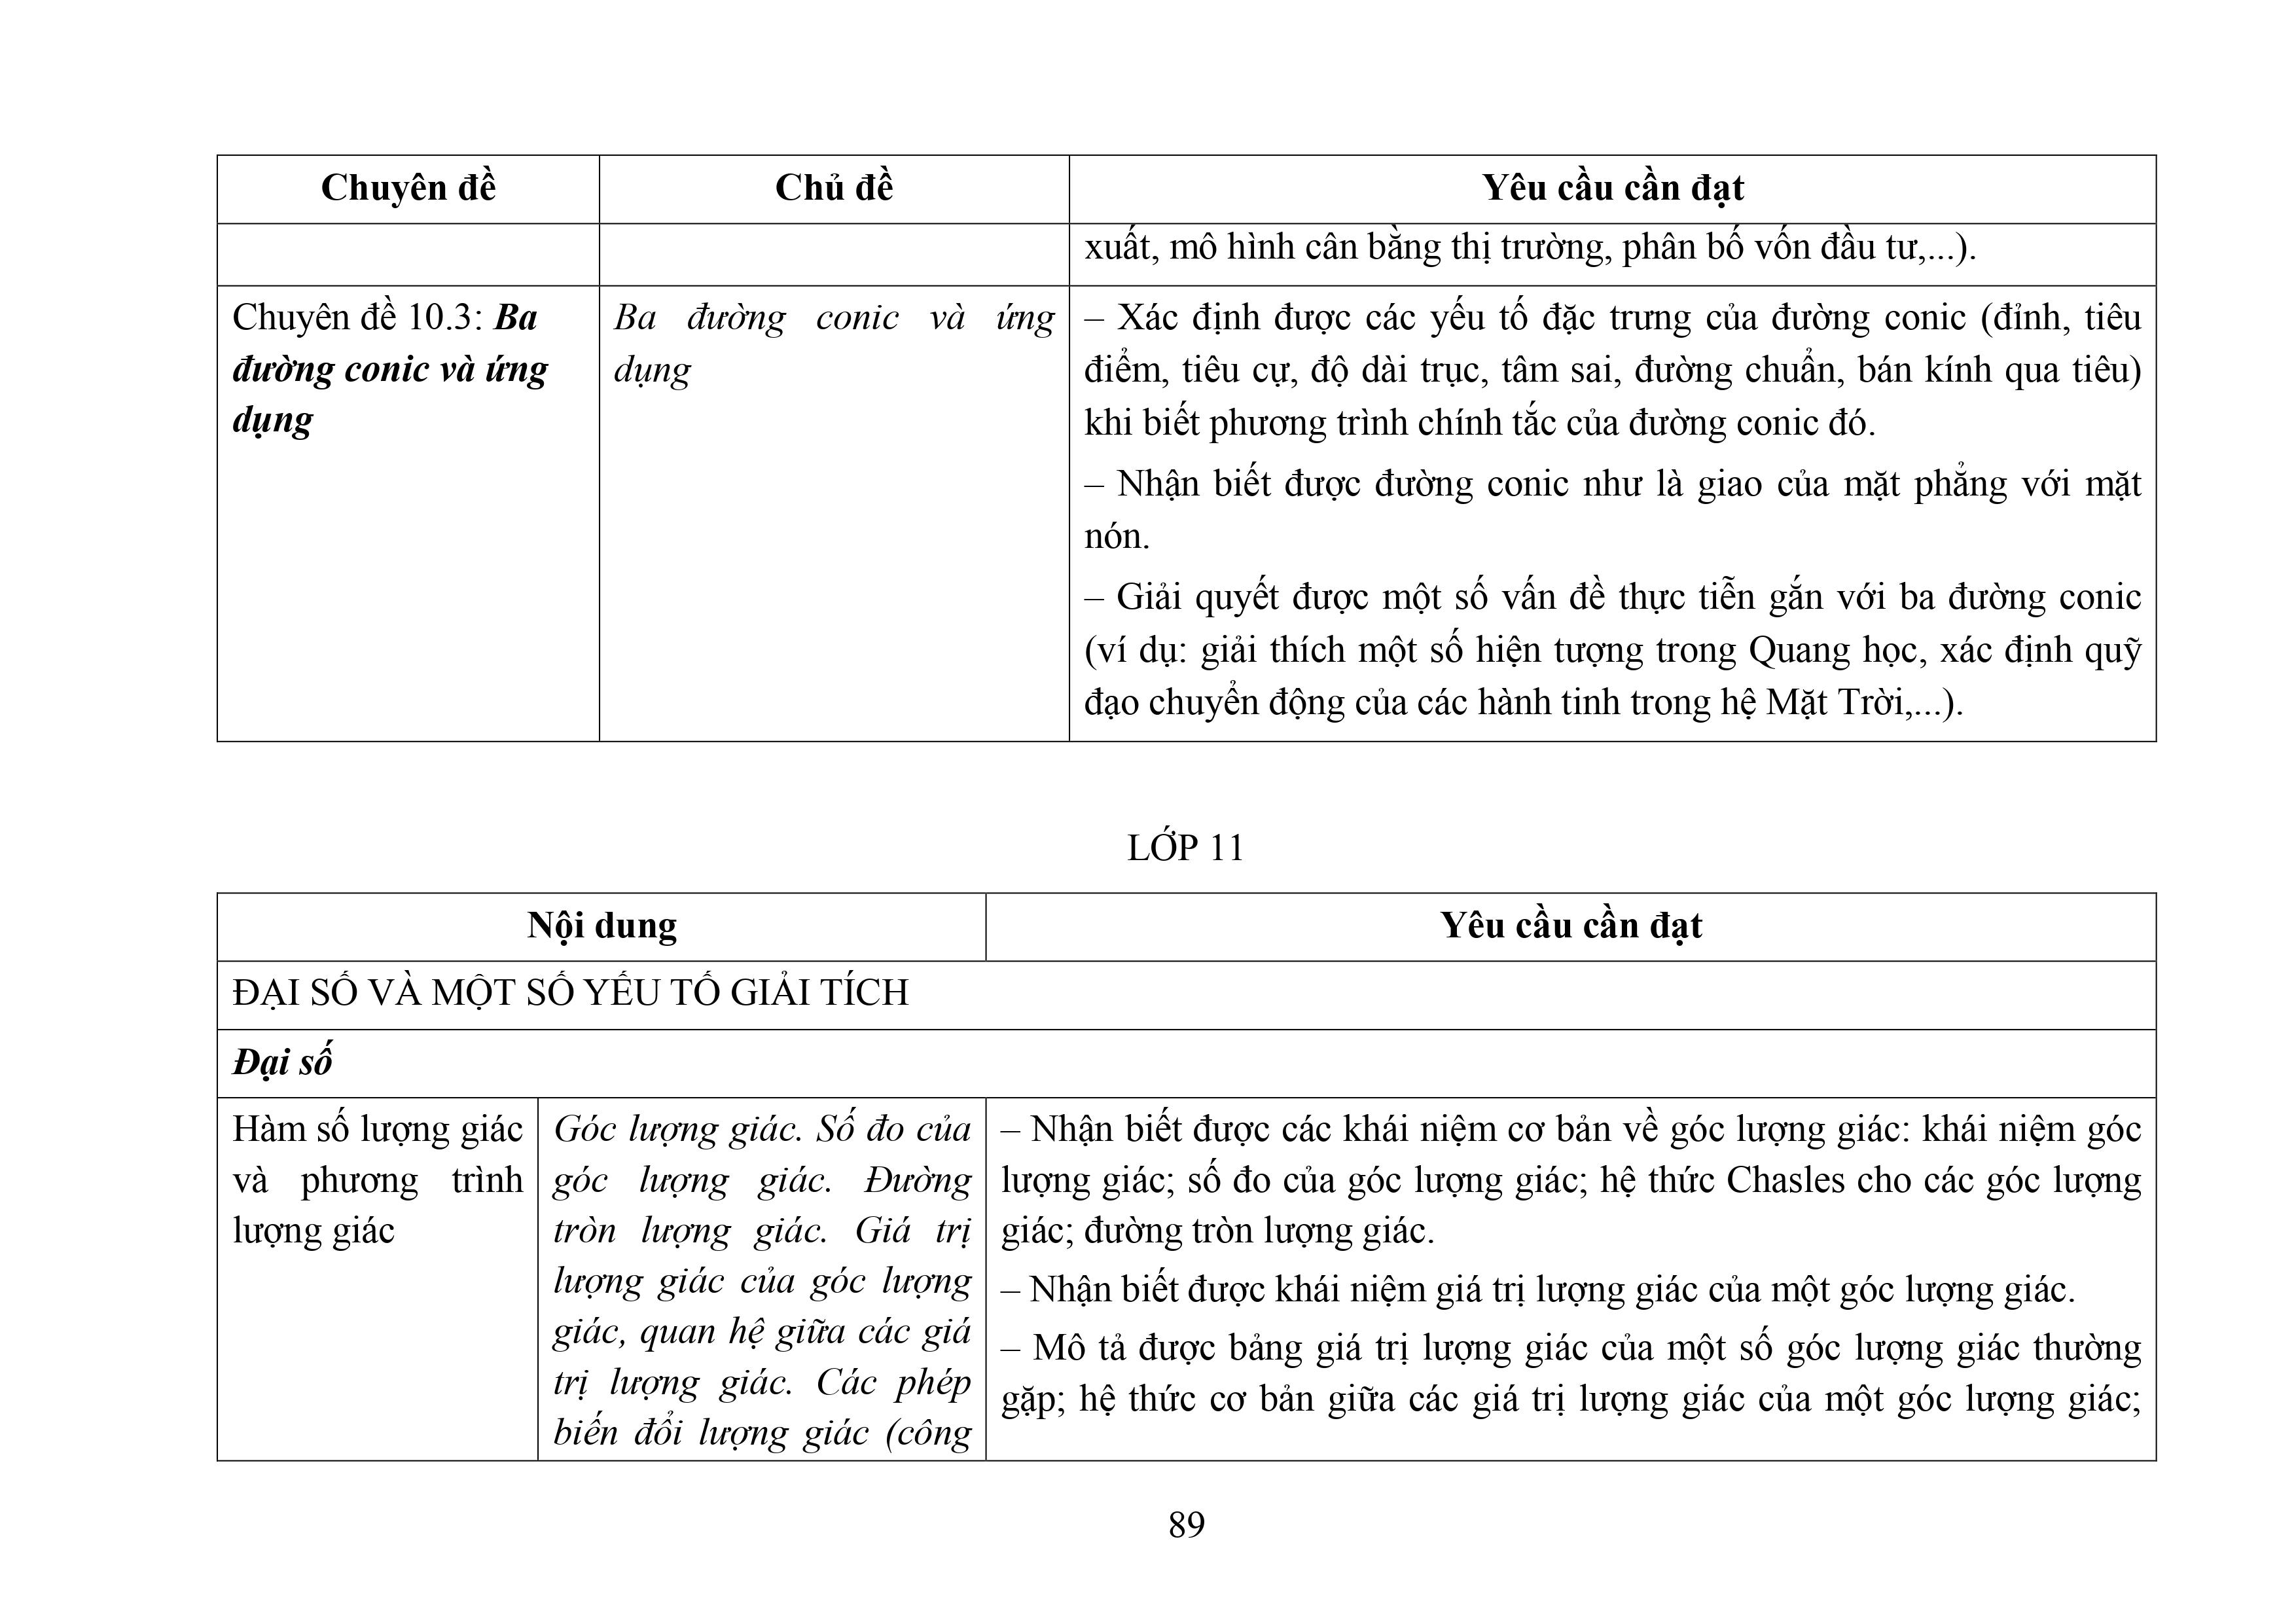 Chuyên đề
Chủ đề
Yêu cầu cần đạt
xuất, mô hình cân bằng thị trường, phân bố vốn đầu tư,...).
Chuyên đề 10.3: Ba
đường conic và ứng
dụng
Ba đường conic và ứng
dụng
– Xác định được các yếu tố đặc trưng của đường conic (đỉnh, tiêu
điểm, tiêu cự, độ dài trục, tâm sai, đường chuẩn, bán kính qua tiêu)
khi biết phương trình chính tắc của đường conic đó.
– Nhận biết được đường conic như là giao của mặt phẳng với mặt
nón.
– Giải quyết được một số vấn đề thực tiễn gắn với ba đường conic
(ví dụ: giải thích một số hiện tượng trong Quang học, xác định quỹ
đạo chuyển động của các hành tinh trong hệ Mặt Trời,...).
LỚP 11
Nội dung
Yêu cầu cần đạt
ĐẠI SỐ VÀ MỘT SỐ YẾU TỐ GIẢI TÍCH
Đại số
Hàm số lượng giác
và phương trình
lượng giác
Góc lượng giác. Số đo của
góc lượng giác. Đường
tròn lượng giác. Giá trị
lượng giác của góc lượng
giác, quan hệ giữa các giá
trị lượng giác. Các phép
biến đổi lượng giác (công
– Nhận biết được các khái niệm cơ bản về góc lượng giác: khái niệm góc
lượng giác; số đo của góc lượng giác; hệ thức Chasles cho các góc lượng
giác; đường tròn lượng giác.
– Nhận biết được khái niệm giá trị lượng giác của một góc lượng giác.
– Mô tả được bảng giá trị lượng giác của một số góc lượng giác thường
gặp; hệ thức cơ bản giữa các giá trị lượng giác của một góc lượng giác;
89